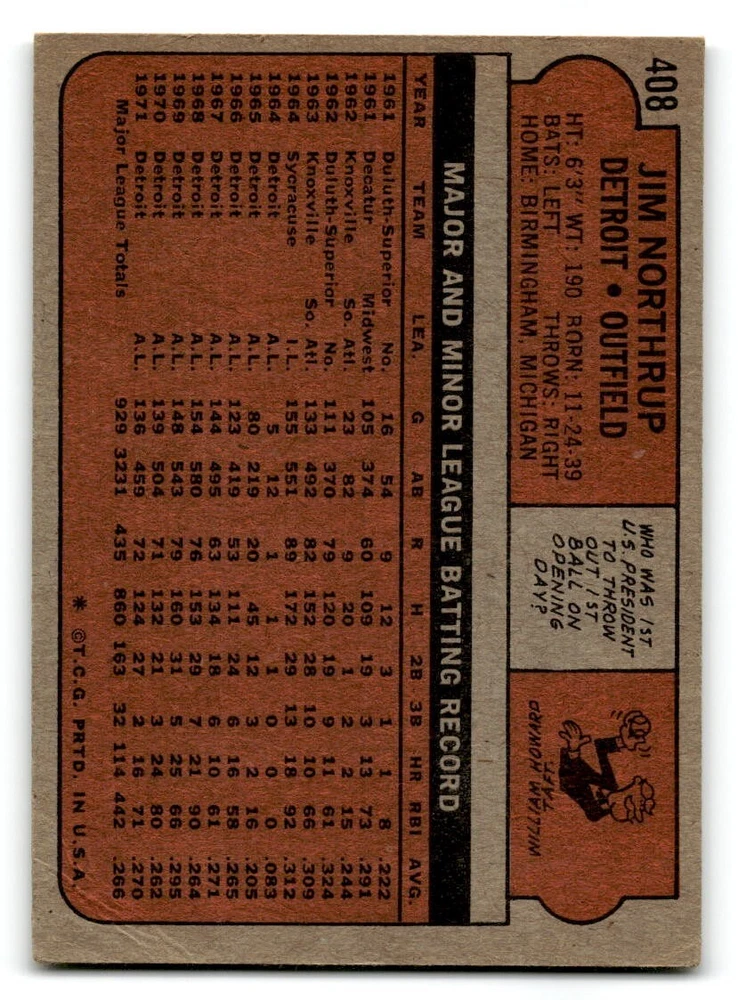 408
JIM NORTHRUP
DETROIT • OUTFIELD
HT: 6'3" WT: 190 BORN: 11-24-39
BATS: LEFT THROWS: RIGHT
HOME: BIRMINGHAM, MICHIGAN
WHO WAS 1ST
U.S. PRESIDENT
TO THROW
OUT 1ST
BALL ON
OPENING
DAY?
WILLIAM HOWARD
TAFT.
MAJOR AND MINOR LEAGUE BATTING RECORD
YEAR TEAM LEA. G AB R H 2B 3B HR RBI AVG.
1961 Duluth-Superior No. 16 54 9 12 3 1 1 8 .222
1961 Decatur Midwest 105 374 60 109 19 3 13 73 .291
1962 Knoxville So. Atl. 23 82 9 20 1 2 2 15 .244
1962 Duluth-Superior No. 111 370 79 120 19 9 11 61 .324
1963 Knoxville So. Atl. 133 492 82 152 28 10 10 66 .309
1964 Sycracuse I.L. 155 551 89 172 29 13 18 92 .312
1964 Detroit A.L. 5 12 1 1 1 0 0 0 .083
1965 Detroit A.L. 80 219 20 45 12 3 2 16 .205
1966 Detroit A.L. 123 419 53 111 24 6 16 58 .265
1967 Detroit A.L. 144 495 63 134 18 6 10 61 .271
1968 Detroit A.L. 154 580 76 153 29 7 21 90 .264
1969 Detroit A.L. 148 543 79 160 31 5 25 66 .295
1970 Detroit A.L. 139 504 71 132 21 3 24 80 .262
1971 Detroit A.L. 136 459 72 124 27 2 16 71 .270
Major League Totals 929 3231 435 860 163 32 114 442 .266
* ©T.C.G. PRTD. IN U.S.A.